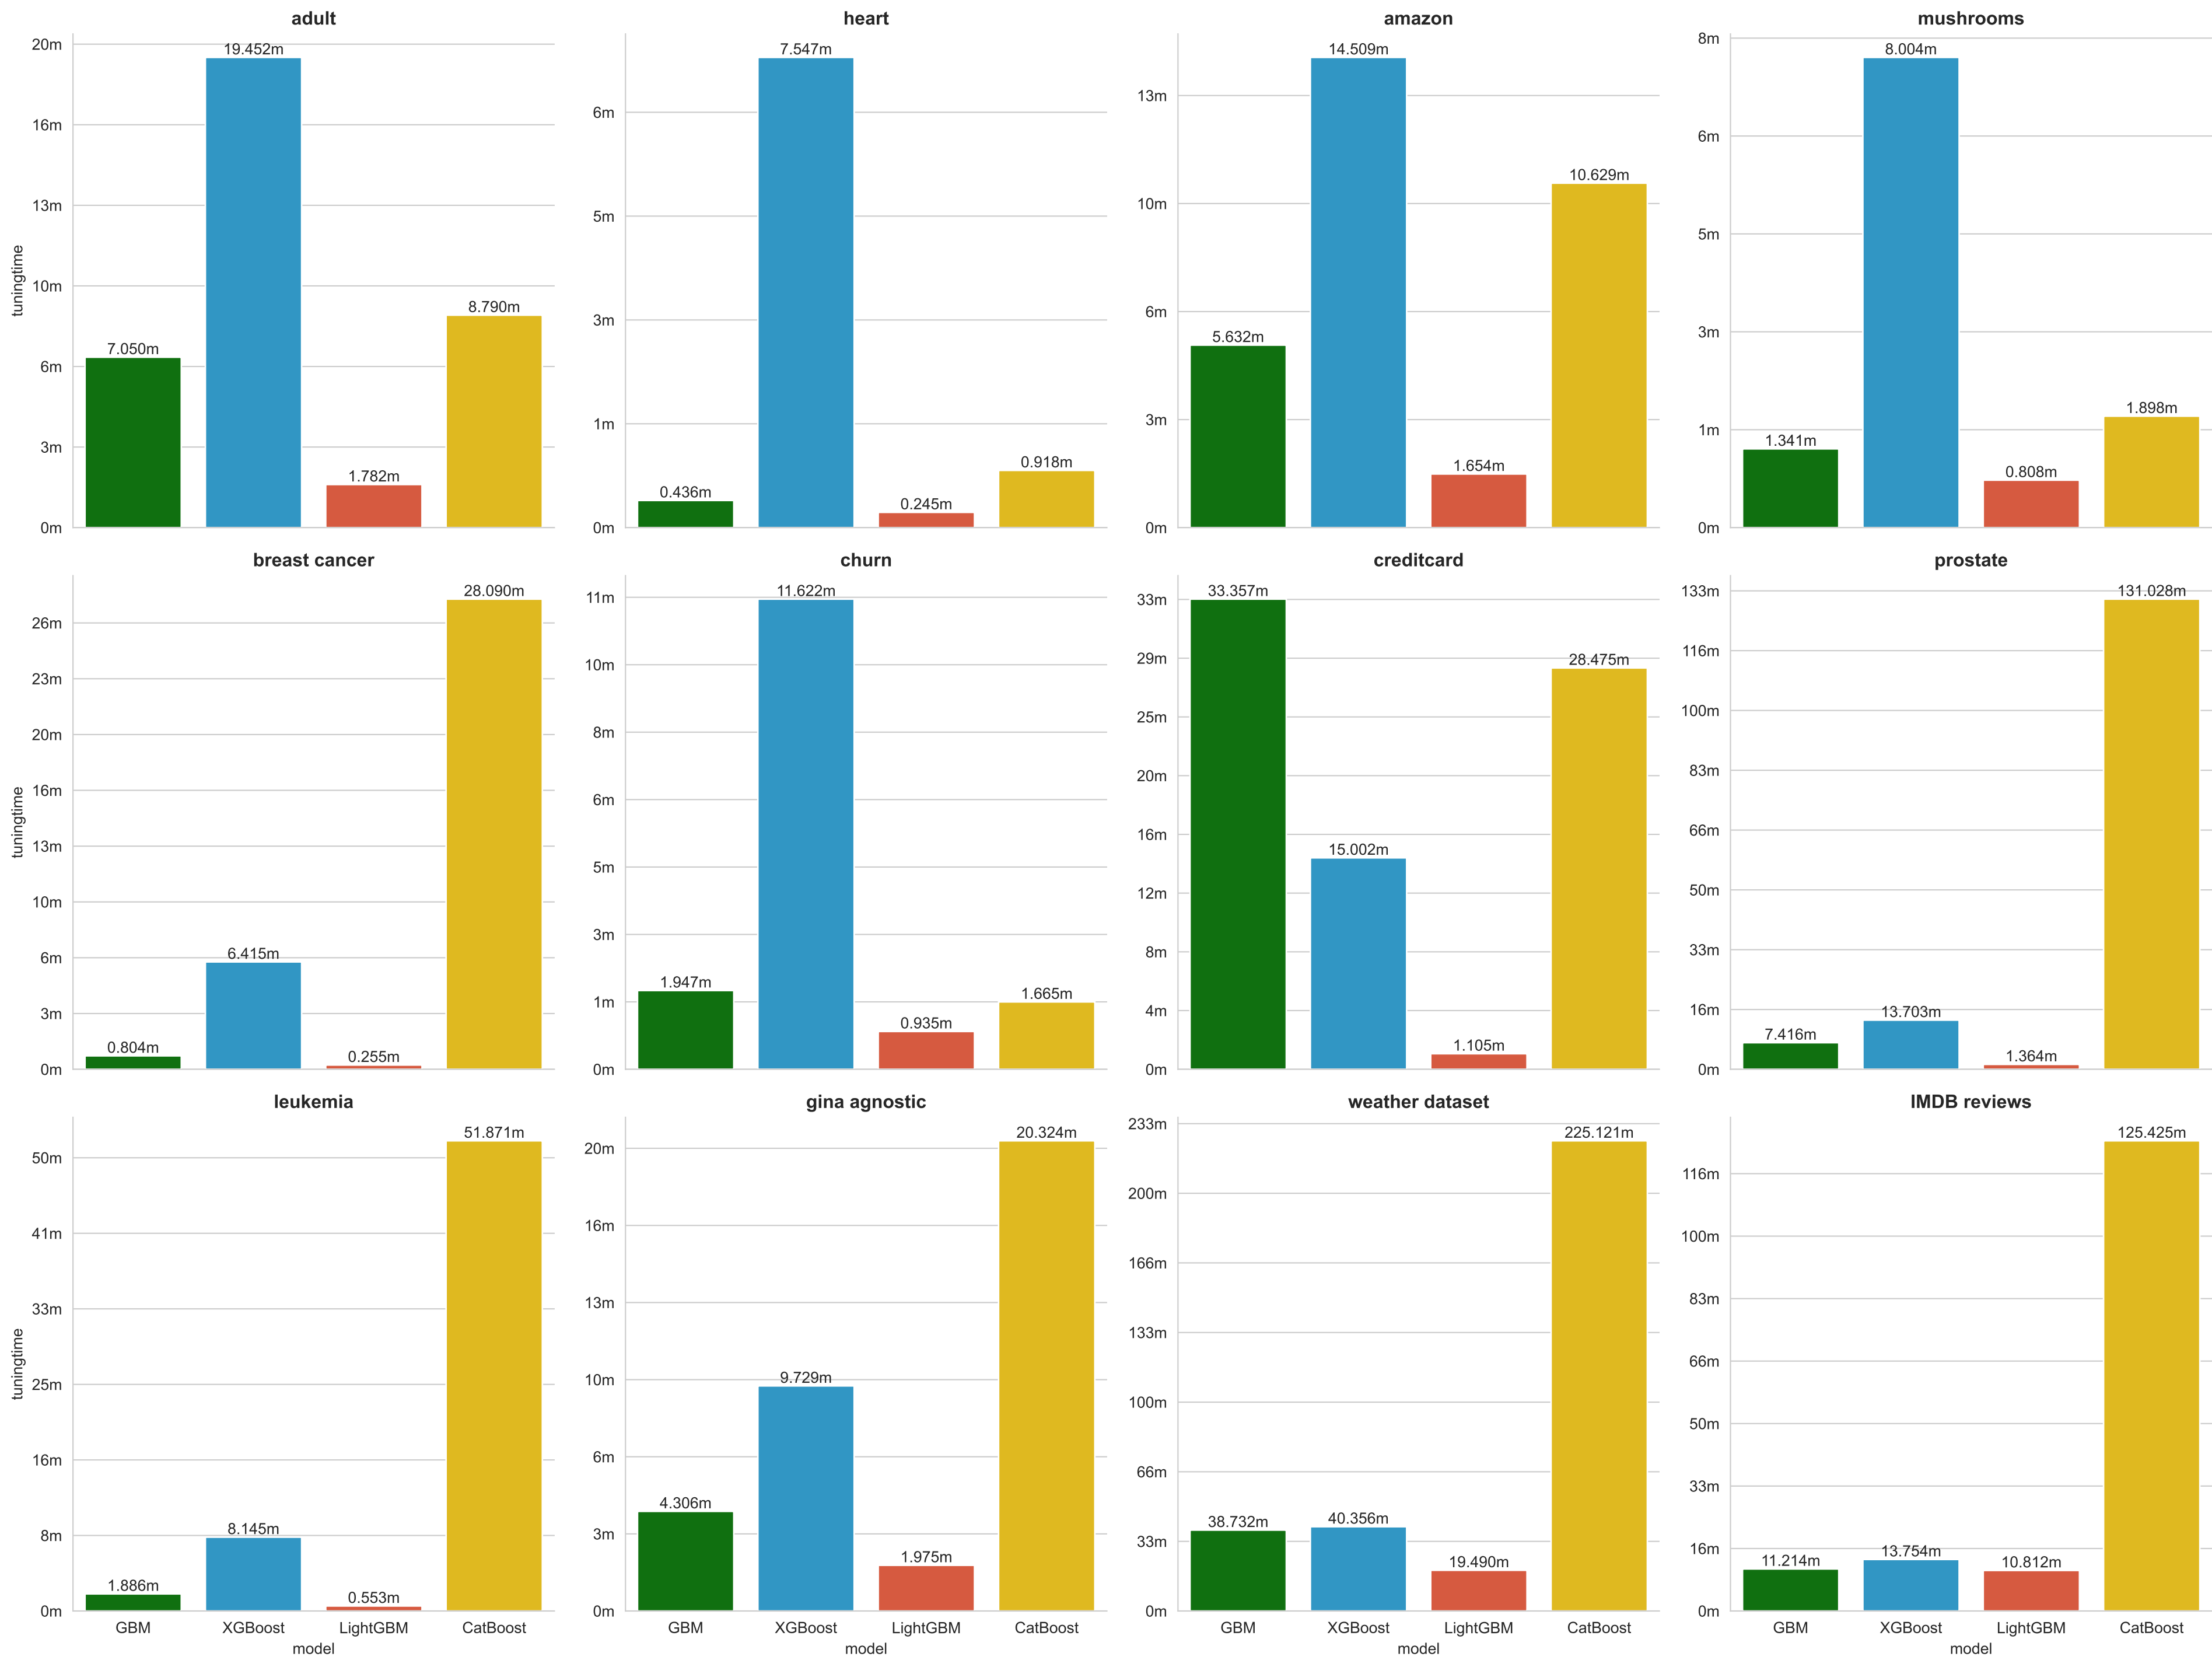 adult
heart
amazon
mushrooms
20m
16m
13m
10m
6m
3m
0m
tuningtime
7.050m
19.452m
1.782m
8.790m
6m
5m
3m
1m
0m
0.436m
7.547m
0.245m
0.918m
13m
10m
6m
3m
0m
5.632m
14.509m
1.654m
10.629m
8m
6m
5m
3m
1m
0m
1.341m
8.004m
0.808m
1.898m
breast cancer
churn
creditcard
prostate
26m
23m
20m
16m
13m
10m
6m
3m
0m
tuningtime
0.804m
6.415m
0.255m
28.090m
11m
10m
8m
6m
5m
3m
1m
0m
1.947m
11.622m
0.935m
1.665m
33m
29m
25m
20m
16m
12m
8m
4m
0m
33.357m
15.002m
1.105m
28.475m
133m
116m
100m
83m
66m
50m
33m
16m
0m
7.416m
13.703m
1.364m
131.028m
leukemia
gina agnostic
weather dataset
IMDB reviews
50m
41m
33m
25m
16m
8m
0m
tuningtime
1.886m
8.145m
0.553m
51.871m
GBM
XGBoost
LightGBM
CatBoost
model
20m
16m
13m
10m
6m
3m
0m
4.306m
9.729m
1.975m
20.324m
GBM
XGBoost
LightGBM
CatBoost
model
233m
200m
166m
133m
100m
66m
33m
0m
38.732m
40.356m
19.490m
225.121m
GBM
XGBoost
LightGBM
CatBoost
model
116m
100m
83m
66m
50m
33m
16m
0m
11.214m
13.754m
10.812m
125.425m
GBM
XGBoost
LightGBM
CatBoost
model